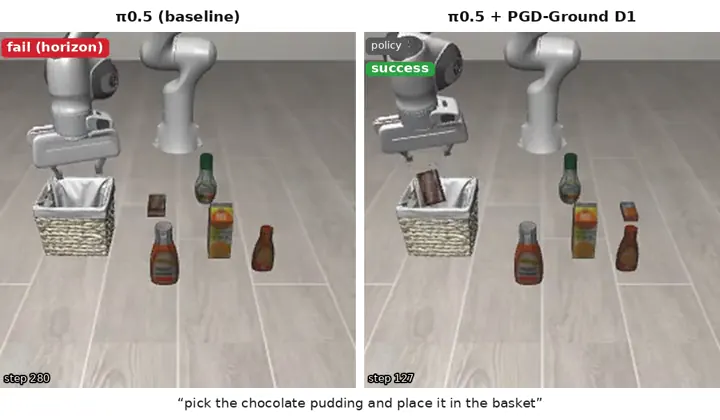 π0.5 (baseline)
π0.5 + PGD-Ground D1
fail (horizon)
policy
success
step 280
step 127
“pick the chocolate pudding and place it in the basket”